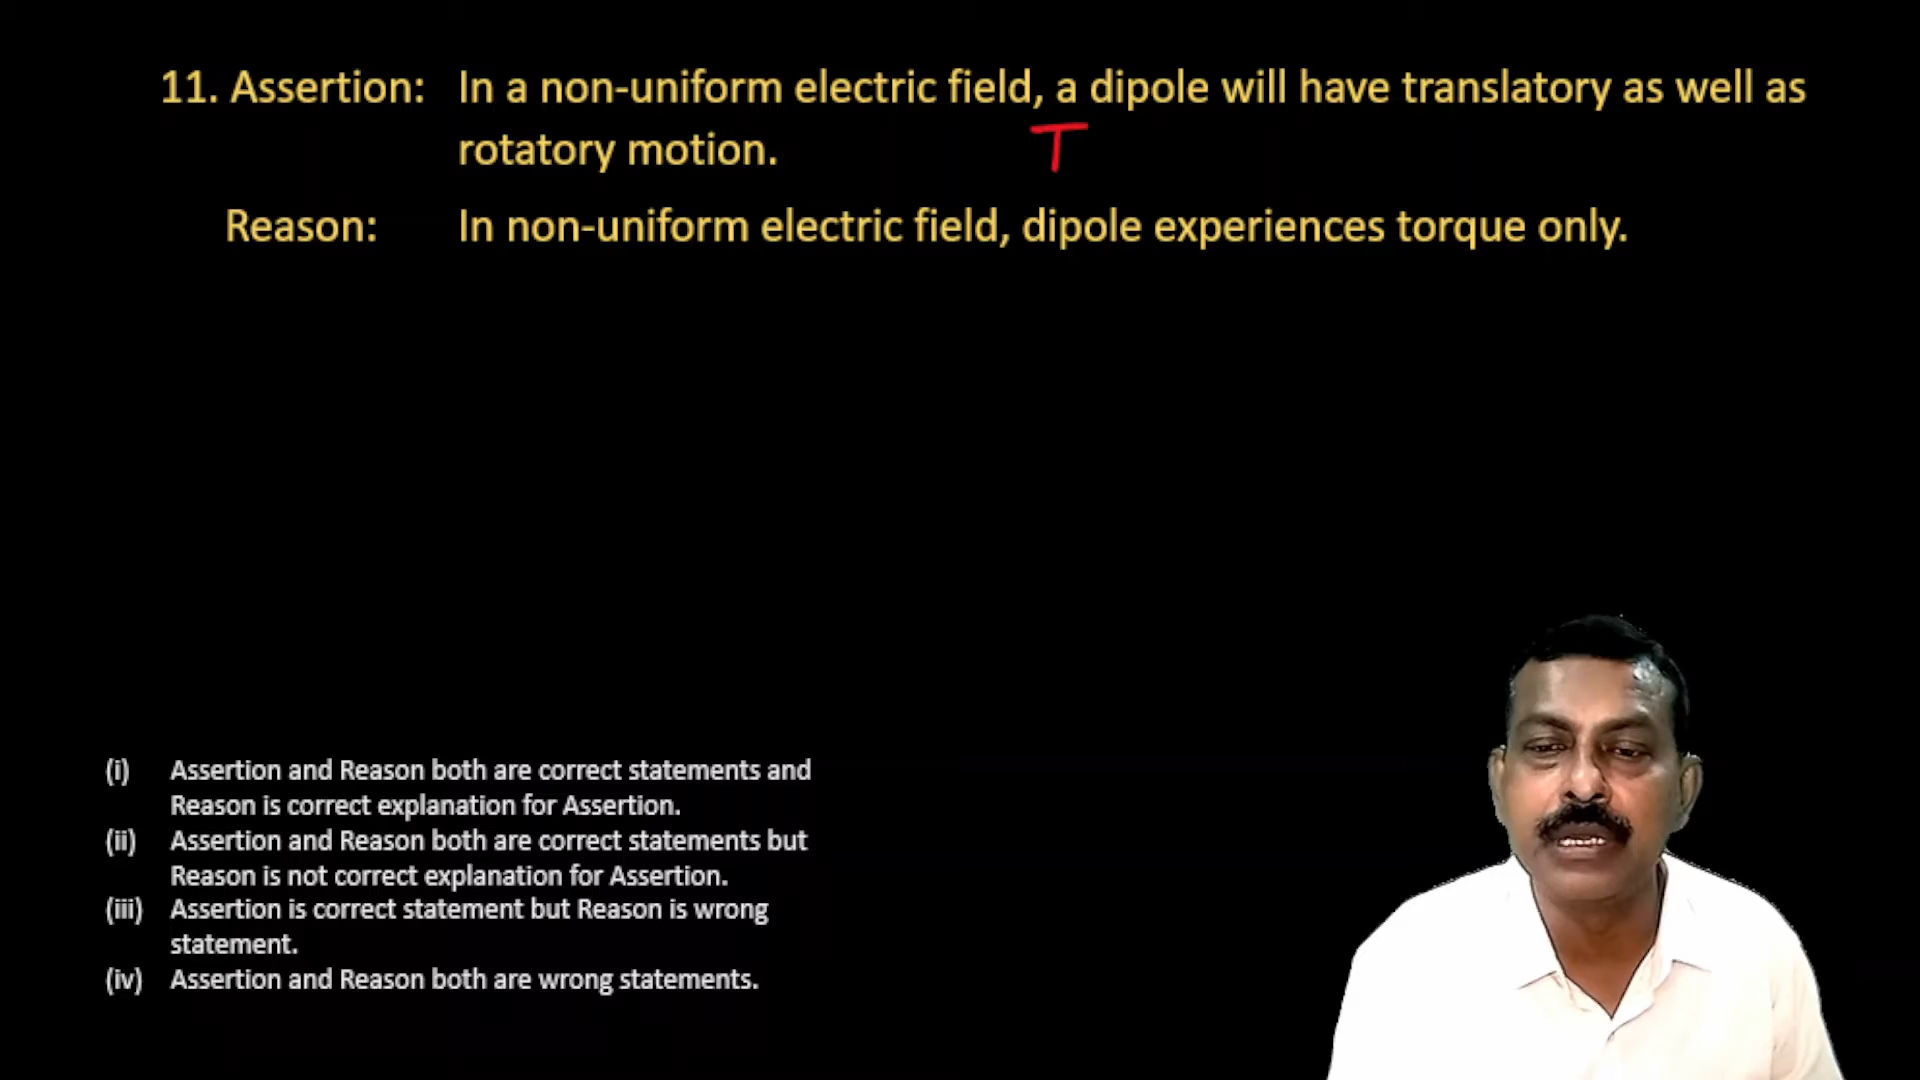 11. Assertion: In a non-uniform electric field, a dipole will have translatory as well as
rotatory motion.
T
Reason: In non-uniform electric field, dipole experiences torque only.
(i) Assertion and Reason both are correct statements and
Reason is correct explanation for Assertion.
(ii) Assertion and Reason both are correct statements but
Reason is not correct explanation for Assertion.
(iii) Assertion is correct statement but Reason is wrong
statement.
(iv) Assertion and Reason both are wrong statements.